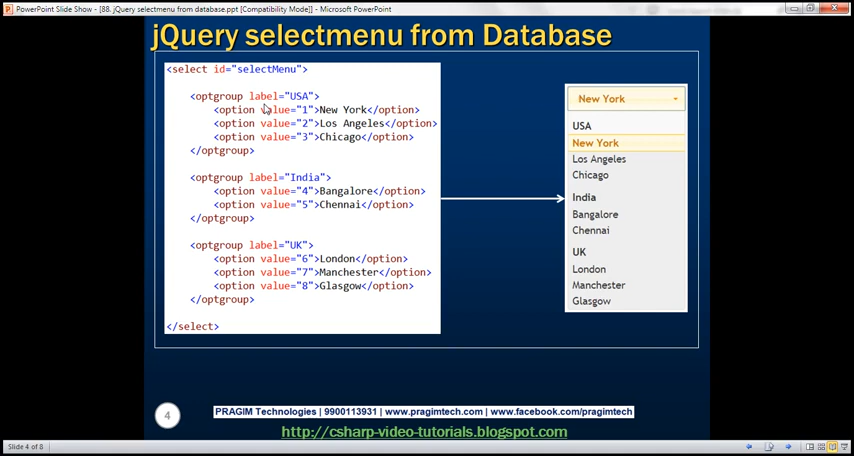 PowerPoint Slide Show - [88. jQuery selectmenu from database.ppt [Compatibility Mode]] - Microsoft PowerPoint
jQuery selectmenu from Database
<select id="selectMenu">
<optgroup label="USA">
<option value="1">New York</option>
<option value="2">Los Angeles</option>
<option value="3">Chicago</option>
</optgroup>
<optgroup label="India">
<option value="4">Bangalore</option>
<option value="5">Chennai</option>
</optgroup>
<optgroup label="UK">
<option value="6">London</option>
<option value="7">Manchester</option>
<option value="8">Glasgow</option>
</optgroup>
</select>
New York
USA
New York
Los Angeles
Chicago
India
Bangalore
Chennai
UK
London
Manchester
Glasgow
4
PRAGIM Technologies | 9900113931 | www.pragimtech.com | www.facebook.com/pragimtech
http://csharp-video-tutorials.blogspot.com
Slide 4 of 8